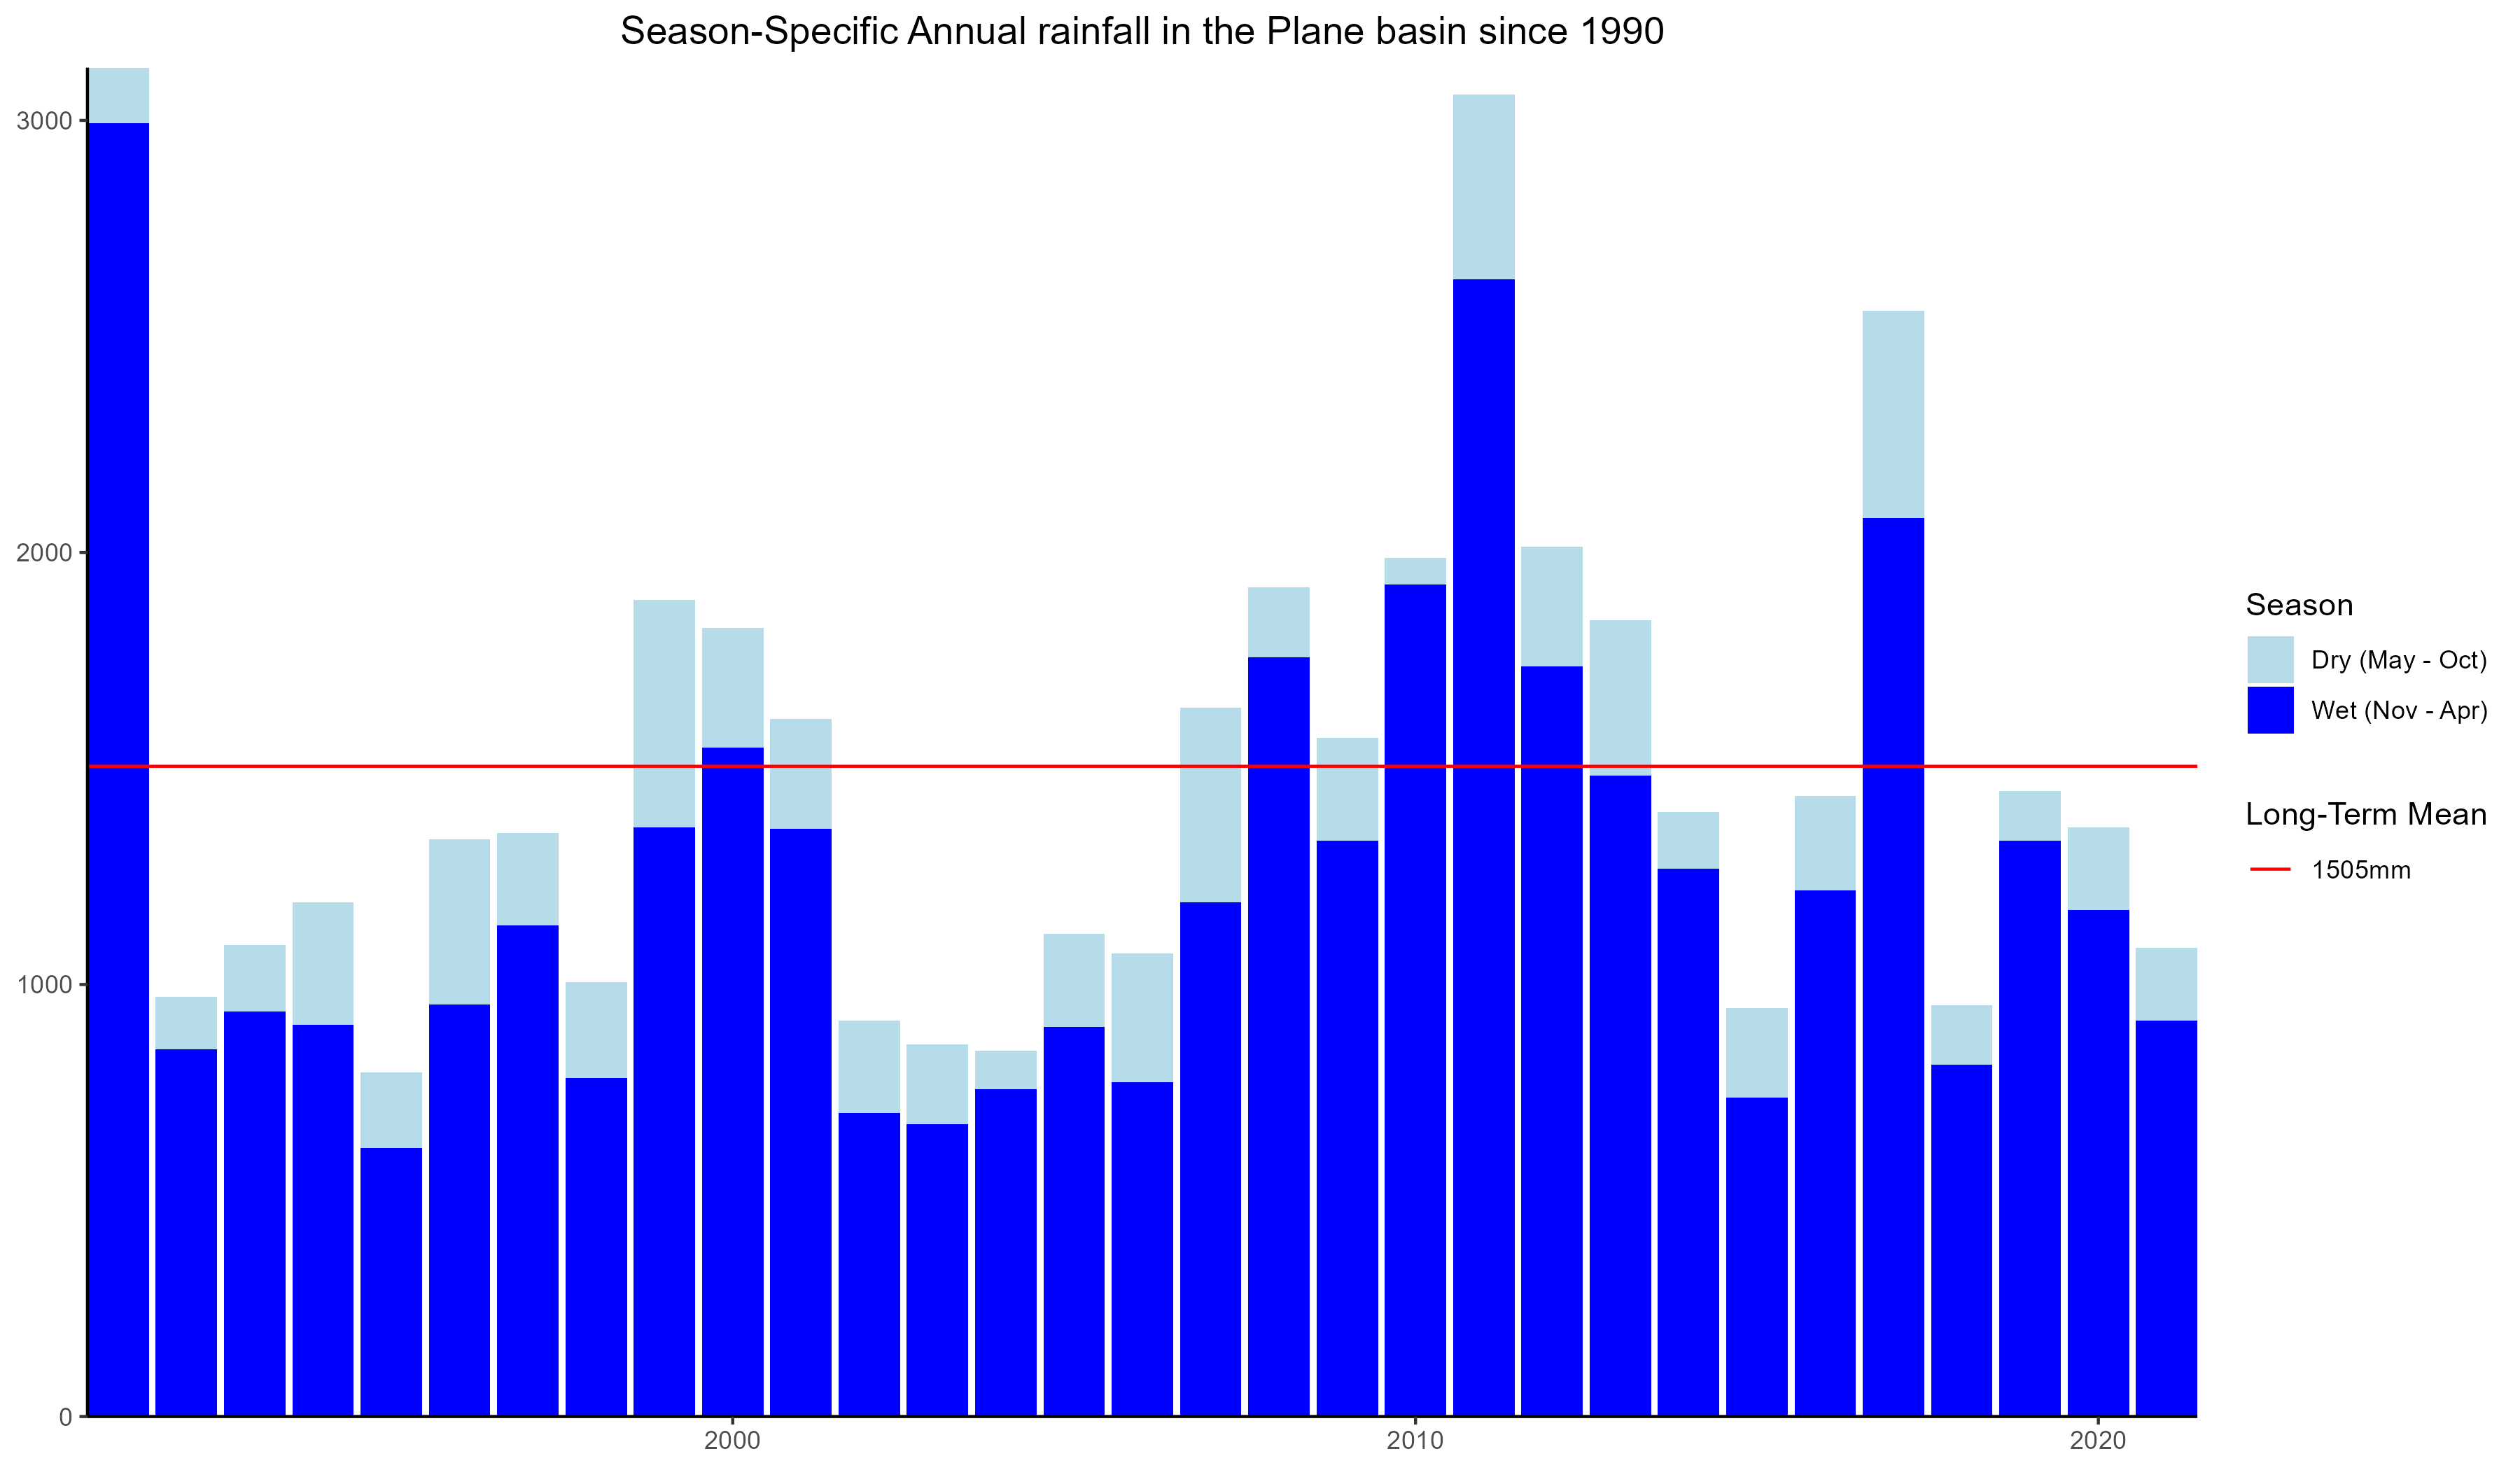 Season-Specific Annual rainfall in the Plane basin since 1990
3000
2000
1000
0
2000
2010
2020
Season
Dry (May - Oct)
Wet (Nov - Apr)
Long-Term Mean
1505mm